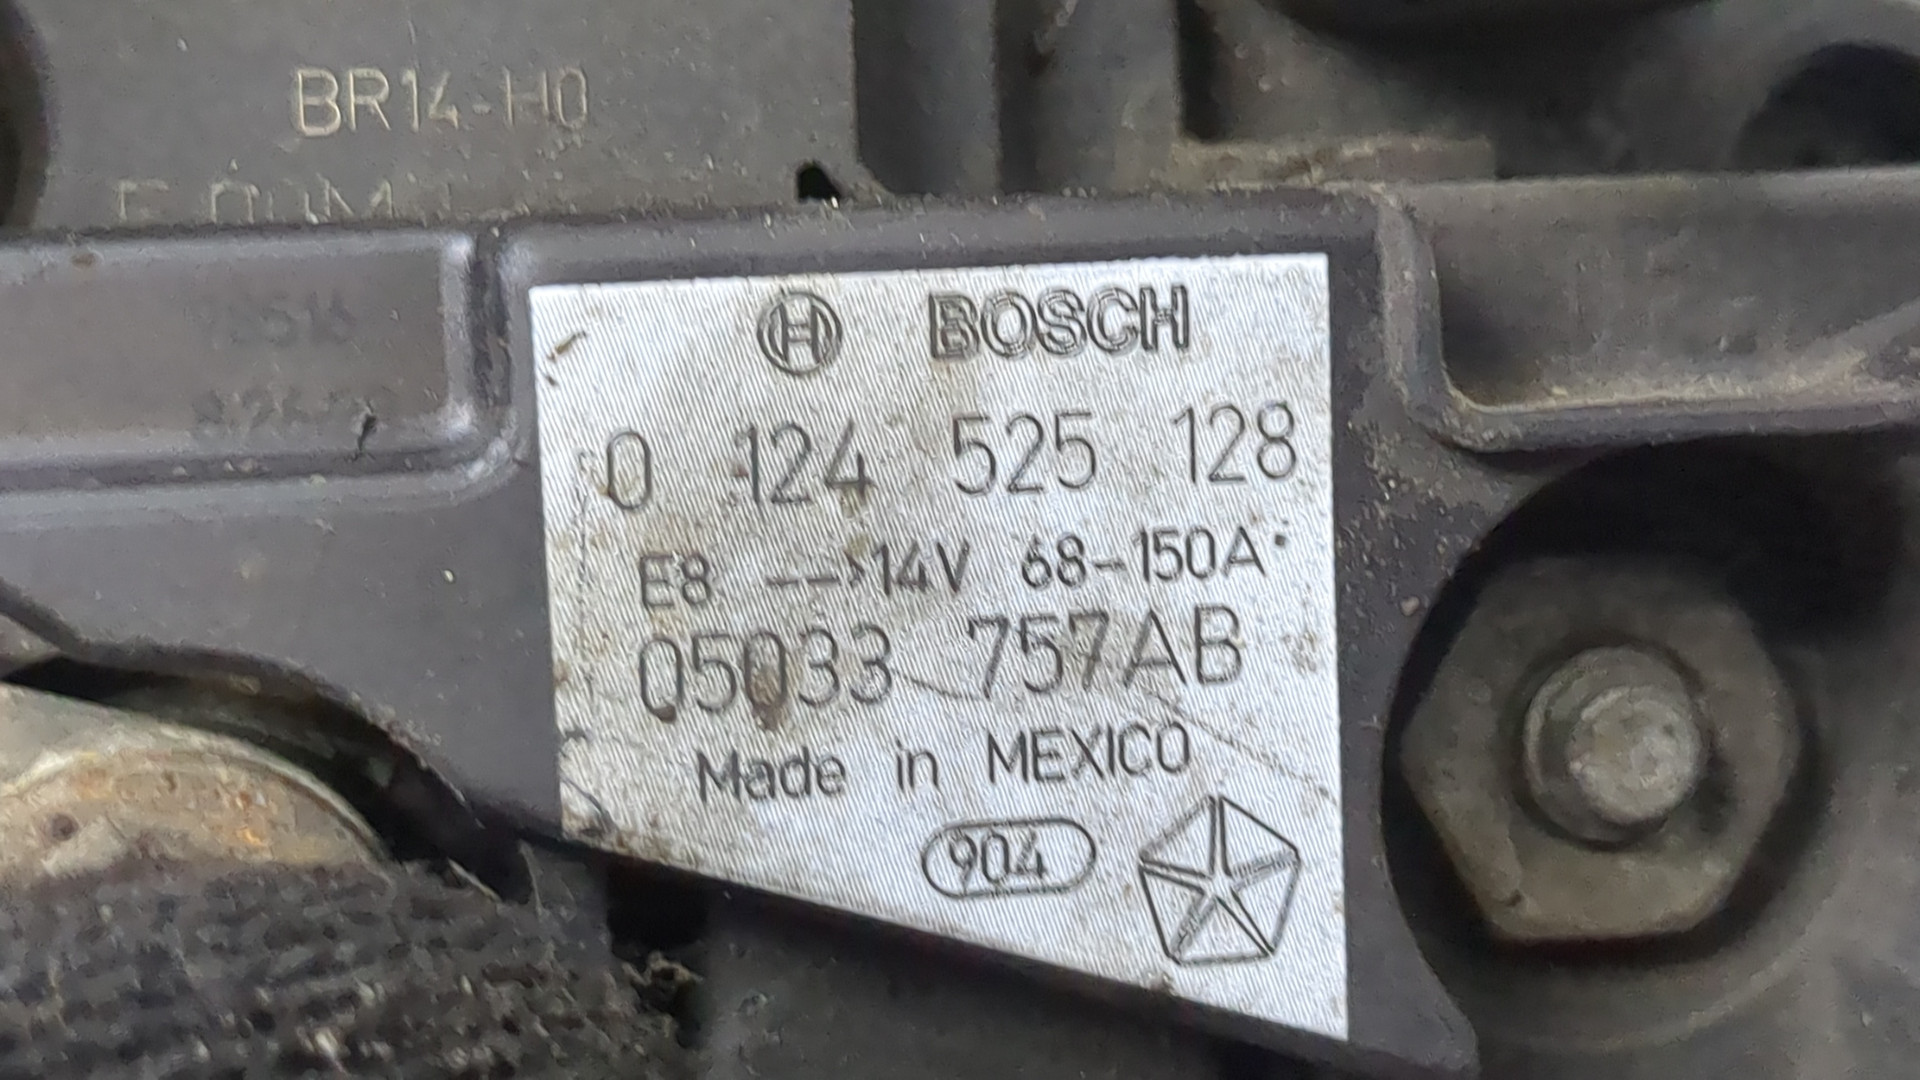 BR14-H0
BOSCH
0 124 525 128
E8 --> 14V 68-150A
05033 757AB
Made in MEXICO
904